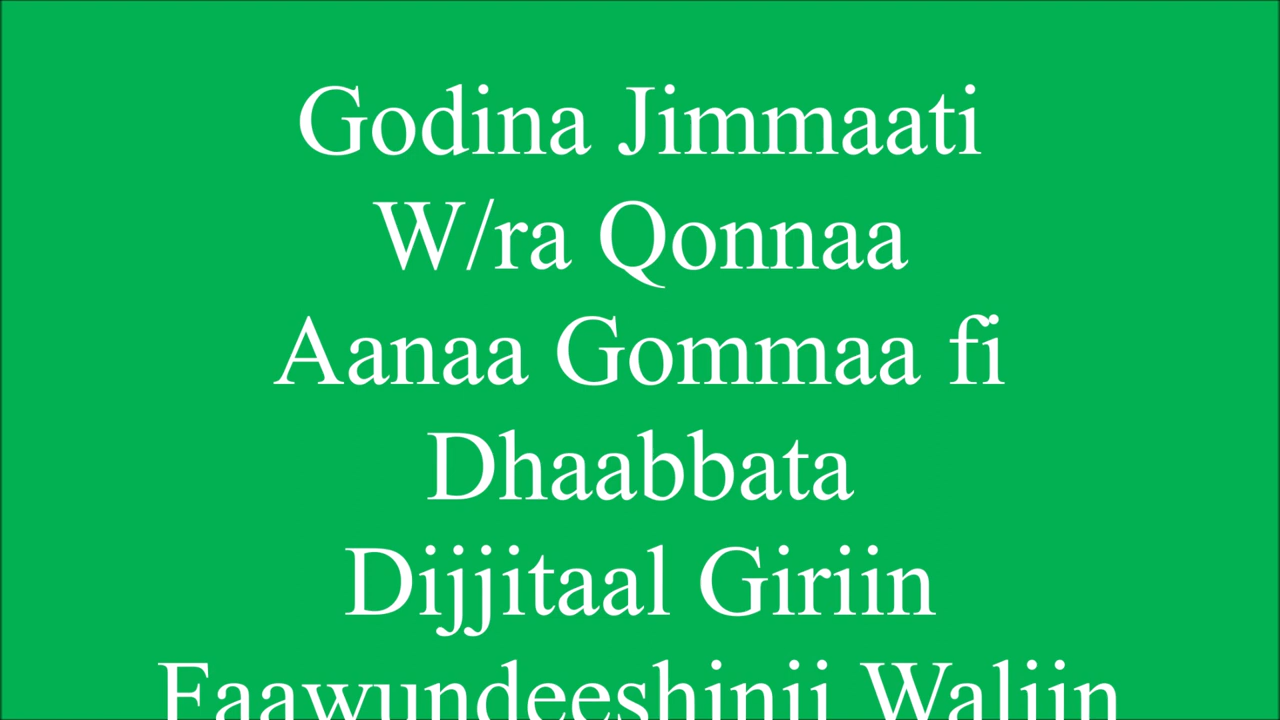 Godina Jimmaati
W/ra Qonnaa
Aanaa Gommaa fi
Dhaabbata
Dijjitaal Giriin
Faawundeeshinii Waliin